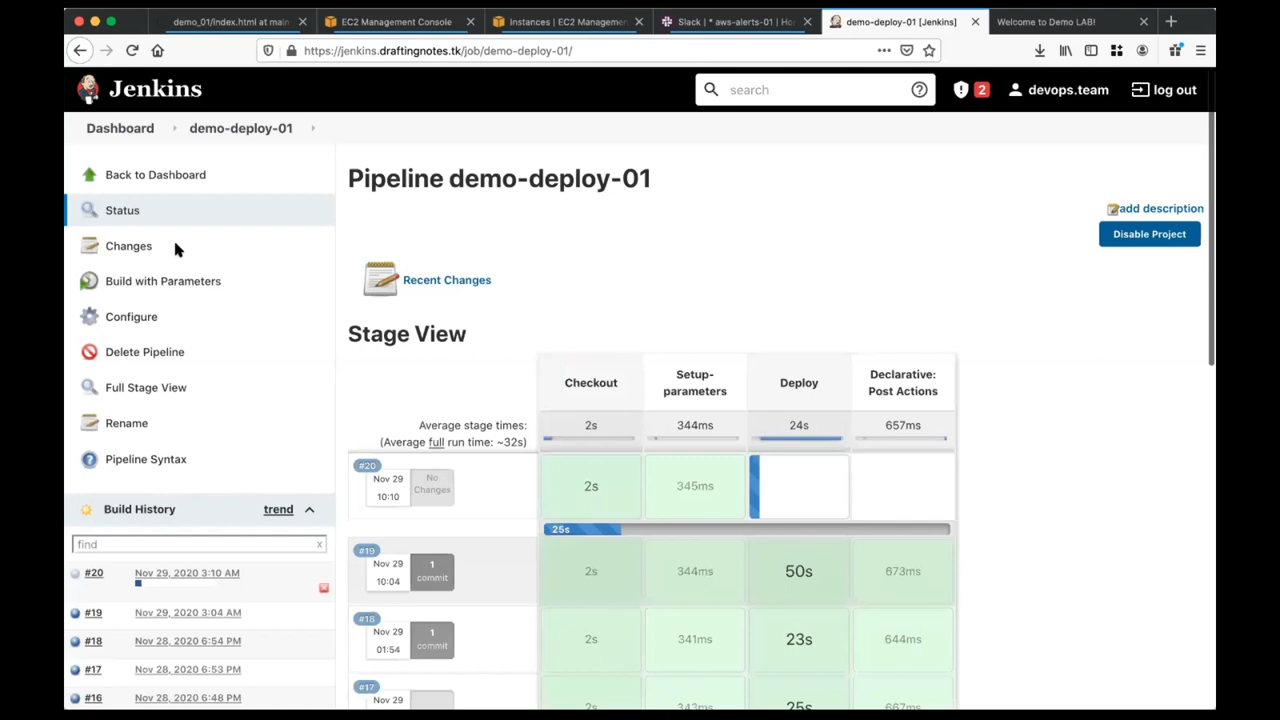 demo_01/index.html at main
EC2 Management Console
Instances | EC2 Managemen
Slack | * aws-alerts-01 | Ho
demo-deploy-01 [Jenkins]
Welcome to Demo LAB!
https://jenkins.draftingnotes.tk/job/demo-deploy-01/
Jenkins
search
2
devops.team
log out
Dashboard
demo-deploy-01
Back to Dashboard
Status
Changes
Build with Parameters
Configure
Delete Pipeline
Full Stage View
Rename
Pipeline Syntax
Build History
trend
find
x
#20 Nov 29, 2020 3:10 AM
#19 Nov 29, 2020 3:04 AM
#18 Nov 28, 2020 6:54 PM
#17 Nov 28, 2020 6:53 PM
#16 Nov 28, 2020 6:48 PM
Pipeline demo-deploy-01
add description
Disable Project
Recent Changes
Stage View
Checkout
Setup-
parameters
Deploy
Declarative:
Post Actions
Average stage times:
(Average full run time: ~32s)
2s
344ms
24s
657ms
#20
Nov 29
10:10
No
Changes
2s
345ms
25s
#19
Nov 29
10:04
1
commit
2s
344ms
50s
673ms
#18
Nov 29
01:54
1
commit
2s
341ms
23s
644ms
#17
Nov 29
2s
343ms
25s
667ms